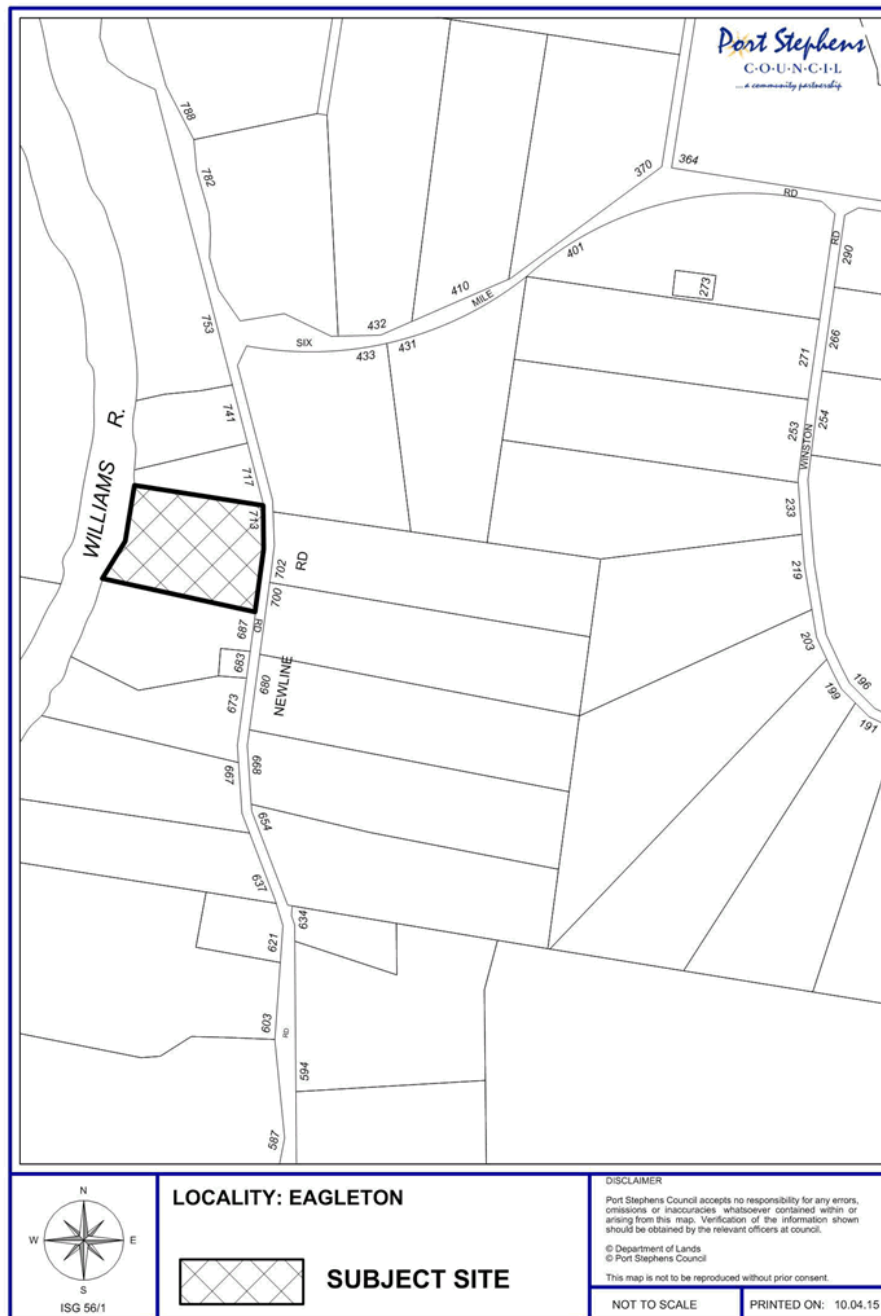 Port Stephens
C·O·U·N·C·I·L
... a community partnership
788
782
370
364
RD
RD
290
401
273
410
MILE
432
753
SIX
433
431
271
266
741
WILLIAMS R.
717
253
254
WINSTON
713
233
702
RD
700
219
687
RD
683
680
NEWLINE
673
203
199
196
191
667
668
654
637
634
621
603
RD
594
587
N
W
E
S
ISG 56/1
LOCALITY: EAGLETON
SUBJECT SITE
DISCLAIMER
Port Stephens Council accepts no responsibility for any errors,
omissions or inaccuracies whatsoever contained within or
arising from this map. Verification of the information shown
should be obtained by the relevant officers at council.
© Department of Lands
© Port Stephens Council
This map is not to be reproduced without prior consent.
NOT TO SCALE
PRINTED ON: 10.04.15